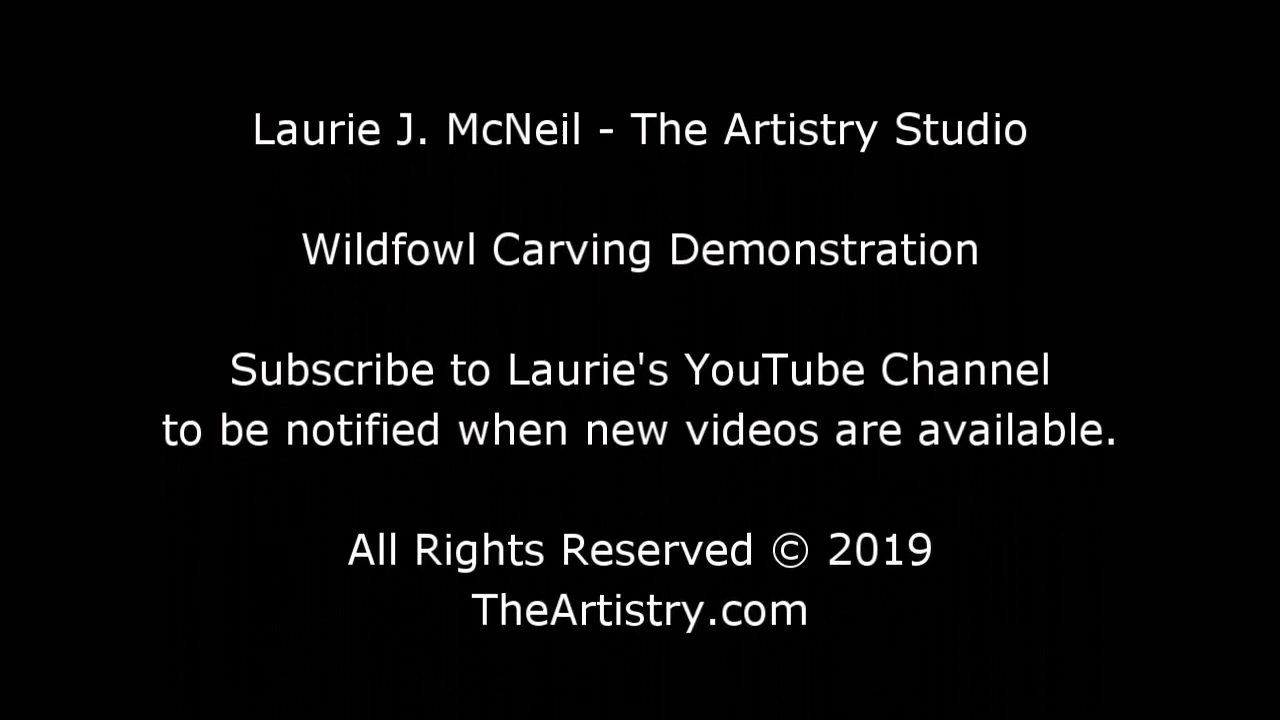 Laurie J. McNeil - The Artistry Studio
Wildfowl Carving Demonstration
Subscribe to Laurie's YouTube Channel
to be notified when new videos are available.
All Rights Reserved © 2019
TheArtistry.com